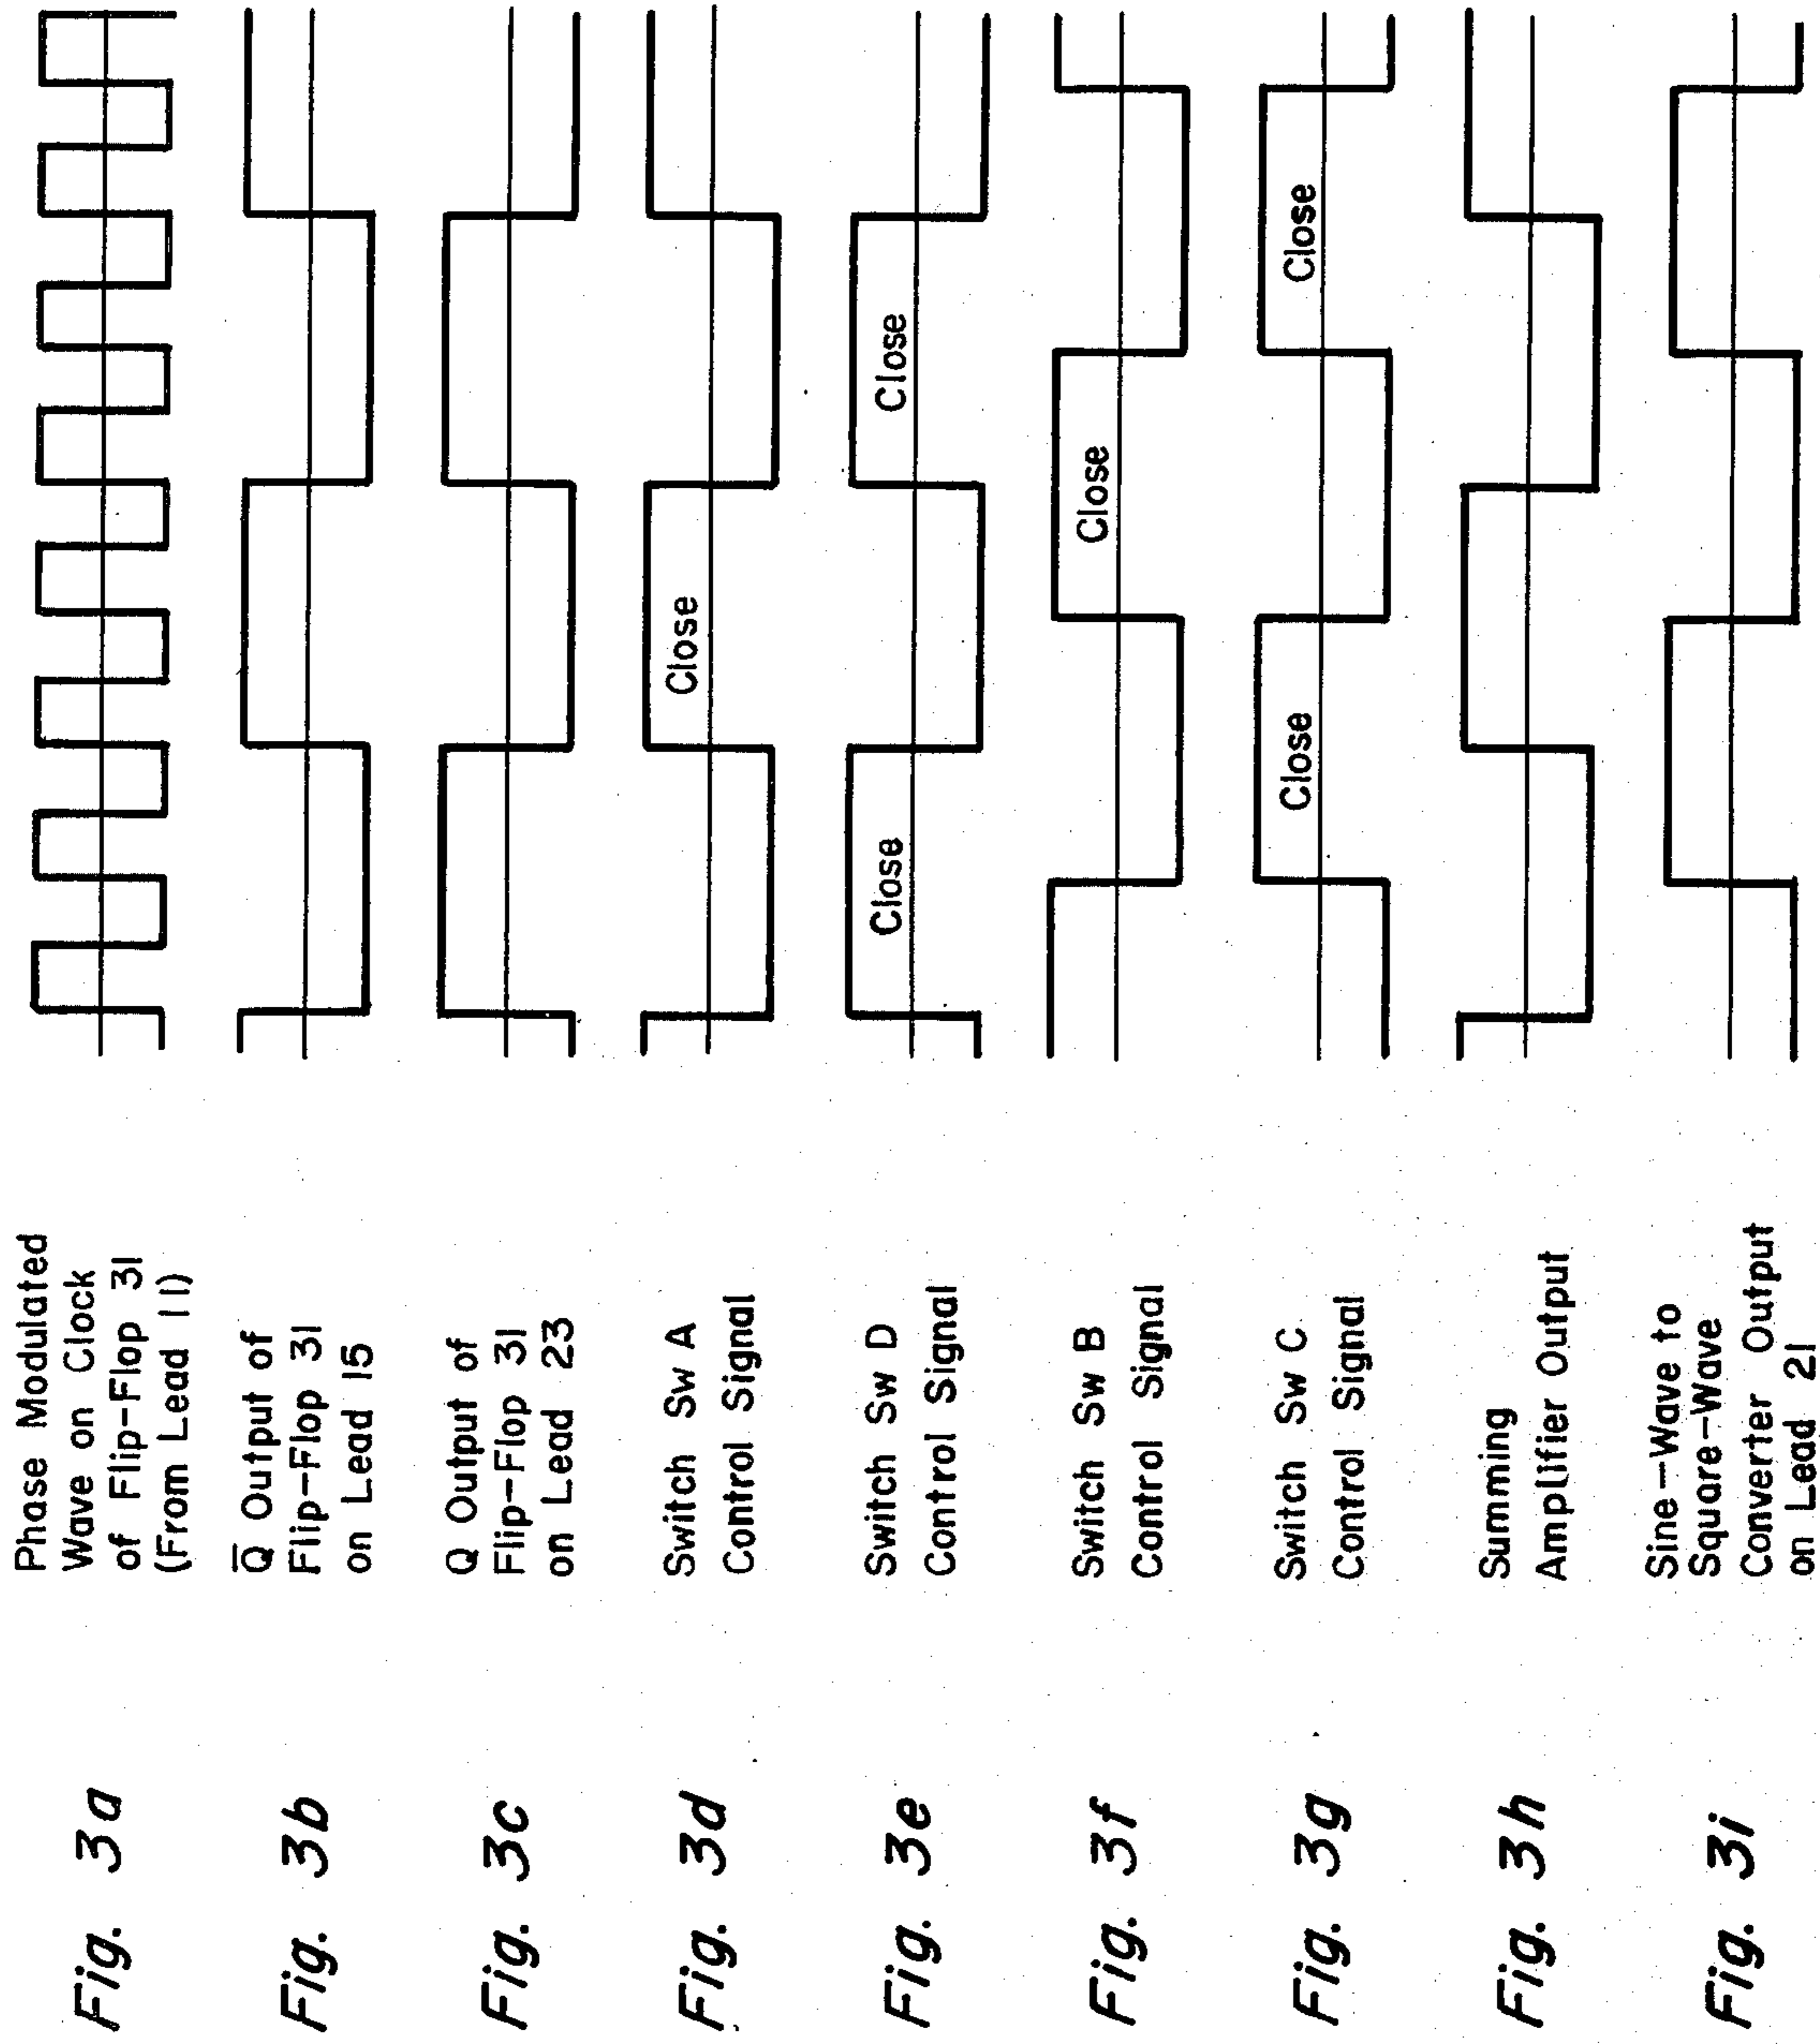 Fig. 3a
Phase Modulated
Wave on Clock
of Flip-Flop 31
(From Lead 11)
Fig. 3b
Q̅ Output of
Flip-Flop 31
on Lead 15
Fig. 3c
Q Output of
Flip-Flop 31
on Lead 23
Fig. 3d
Switch Sw A
Control Signal
Close
Fig. 3e
Switch Sw D
Control Signal
Close
Close
Fig. 3f
Switch Sw B
Control Signal
Close
Fig. 3g
Switch Sw C
Control Signal
Close
Close
Fig. 3h
Summing
Amplifier Output
Fig. 3i
Sine-Wave to
Square-Wave
Converter Output
on Lead 21